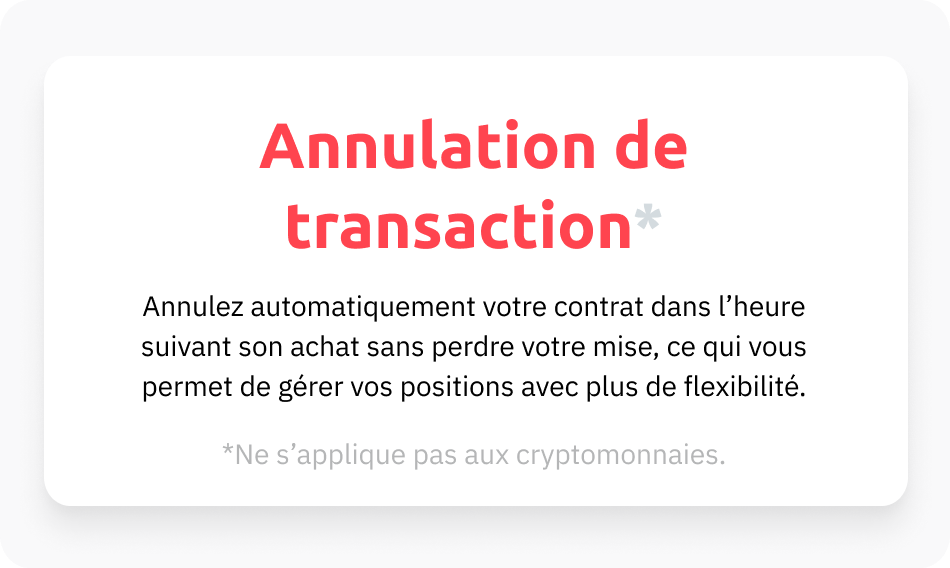 Annulation de
transaction*
Annulez automatiquement votre contrat dans l’heure
suivant son achat sans perdre votre mise, ce qui vous
permet de gérer vos positions avec plus de flexibilité.
*Ne s’applique pas aux cryptomonnaies.